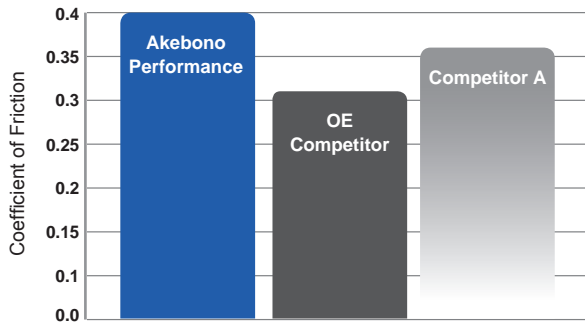 Coefficient of Friction
0.4
0.35
0.3
0.25
0.2
0.15
0.1
0.0
Akebono
Performance
OE
Competitor
Competitor A